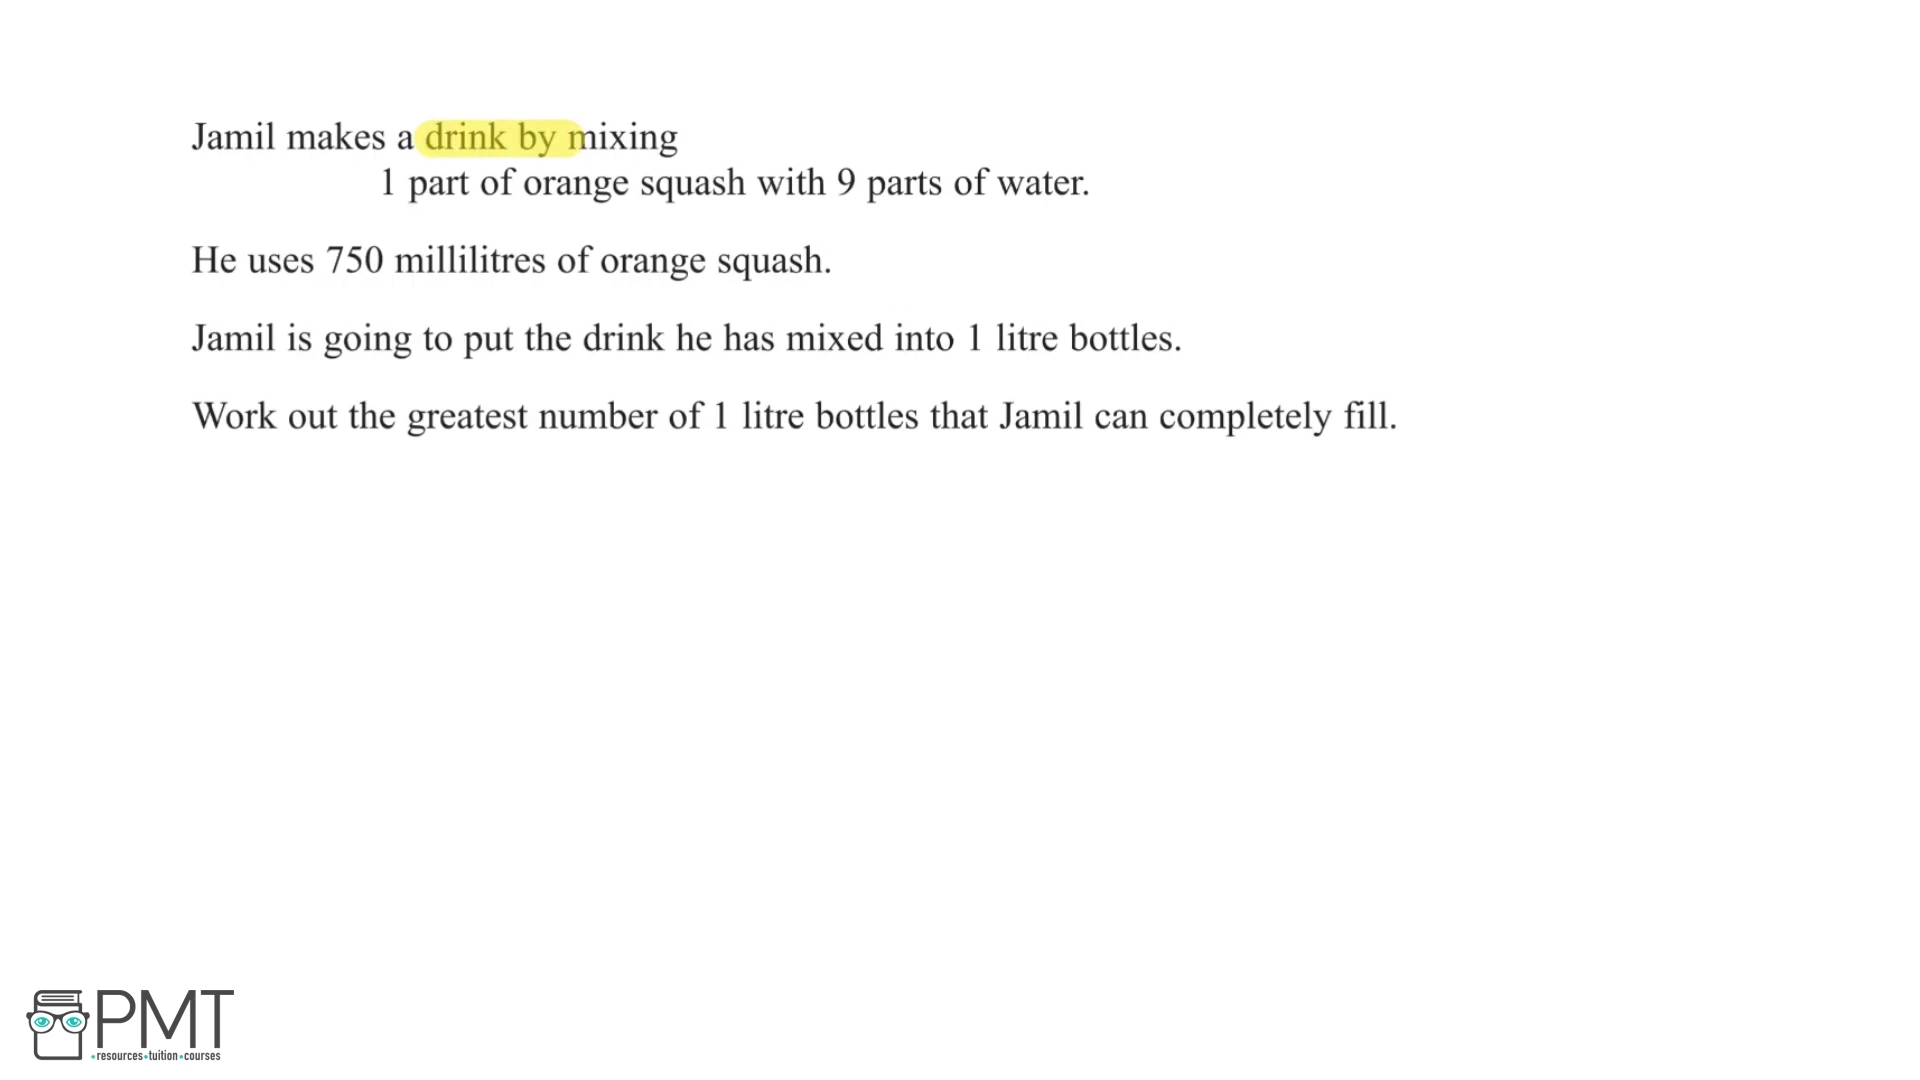 Jamil makes a drink by mixing
1 part of orange squash with 9 parts of water.
He uses 750 millilitres of orange squash.
Jamil is going to put the drink he has mixed into 1 litre bottles.
Work out the greatest number of 1 litre bottles that Jamil can completely fill.
PMT
•resources•tuition•courses